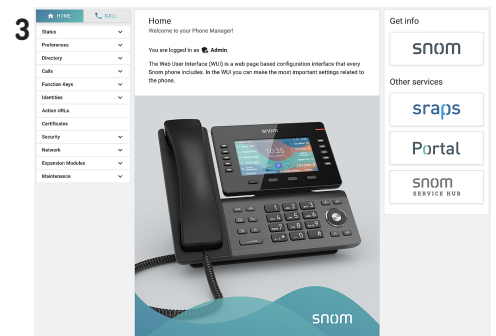 3
HOME
CALL
Status
Preferences
Directory
Calls
Function Keys
Identities
Action URLs
Certificates
Security
Network
Expansion Modules
Maintenance
Home
Welcome to your Phone Manager!
You are logged in as Admin.
The Web User Interface (WUI) is a web page based configuration interface that every
Snom phone includes. In the WUI you can make the most important settings related to
the phone.
snom
10:25
snom
Get info
snom
Other services
sraps
Portal
snom
SERVICE HUB